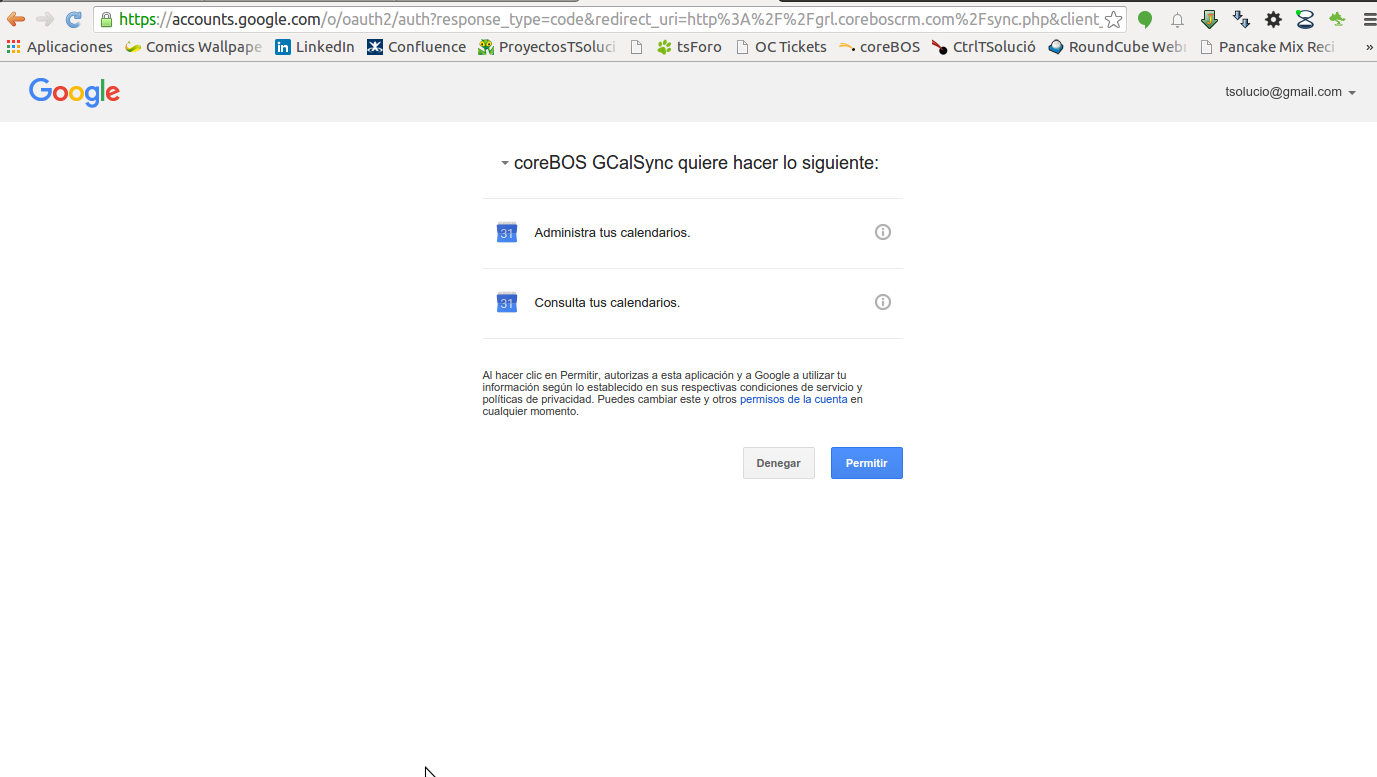 https://accounts.google.com/o/oauth2/auth?response_type=code&redirect_uri=http%3A%2F%2Fgrl.coreboscrm.com%2Fsync.php&client_
Aplicaciones Comics Wallpape LinkedIn Confluence ProyectosTSoluci tsForo OC Tickets coreBOS CtrlTSolució RoundCube Web Pancake Mix Reci »
Google
tsolucio@gmail.com
coreBOS GCalSync quiere hacer lo siguiente:
31 Administra tus calendarios.
31 Consulta tus calendarios.
Al hacer clic en Permitir, autorizas a esta aplicación y a Google a utilizar tu
información según lo establecido en sus respectivas condiciones de servicio y
políticas de privacidad. Puedes cambiar este y otros permisos de la cuenta en
cualquier momento.
Denegar Permitir